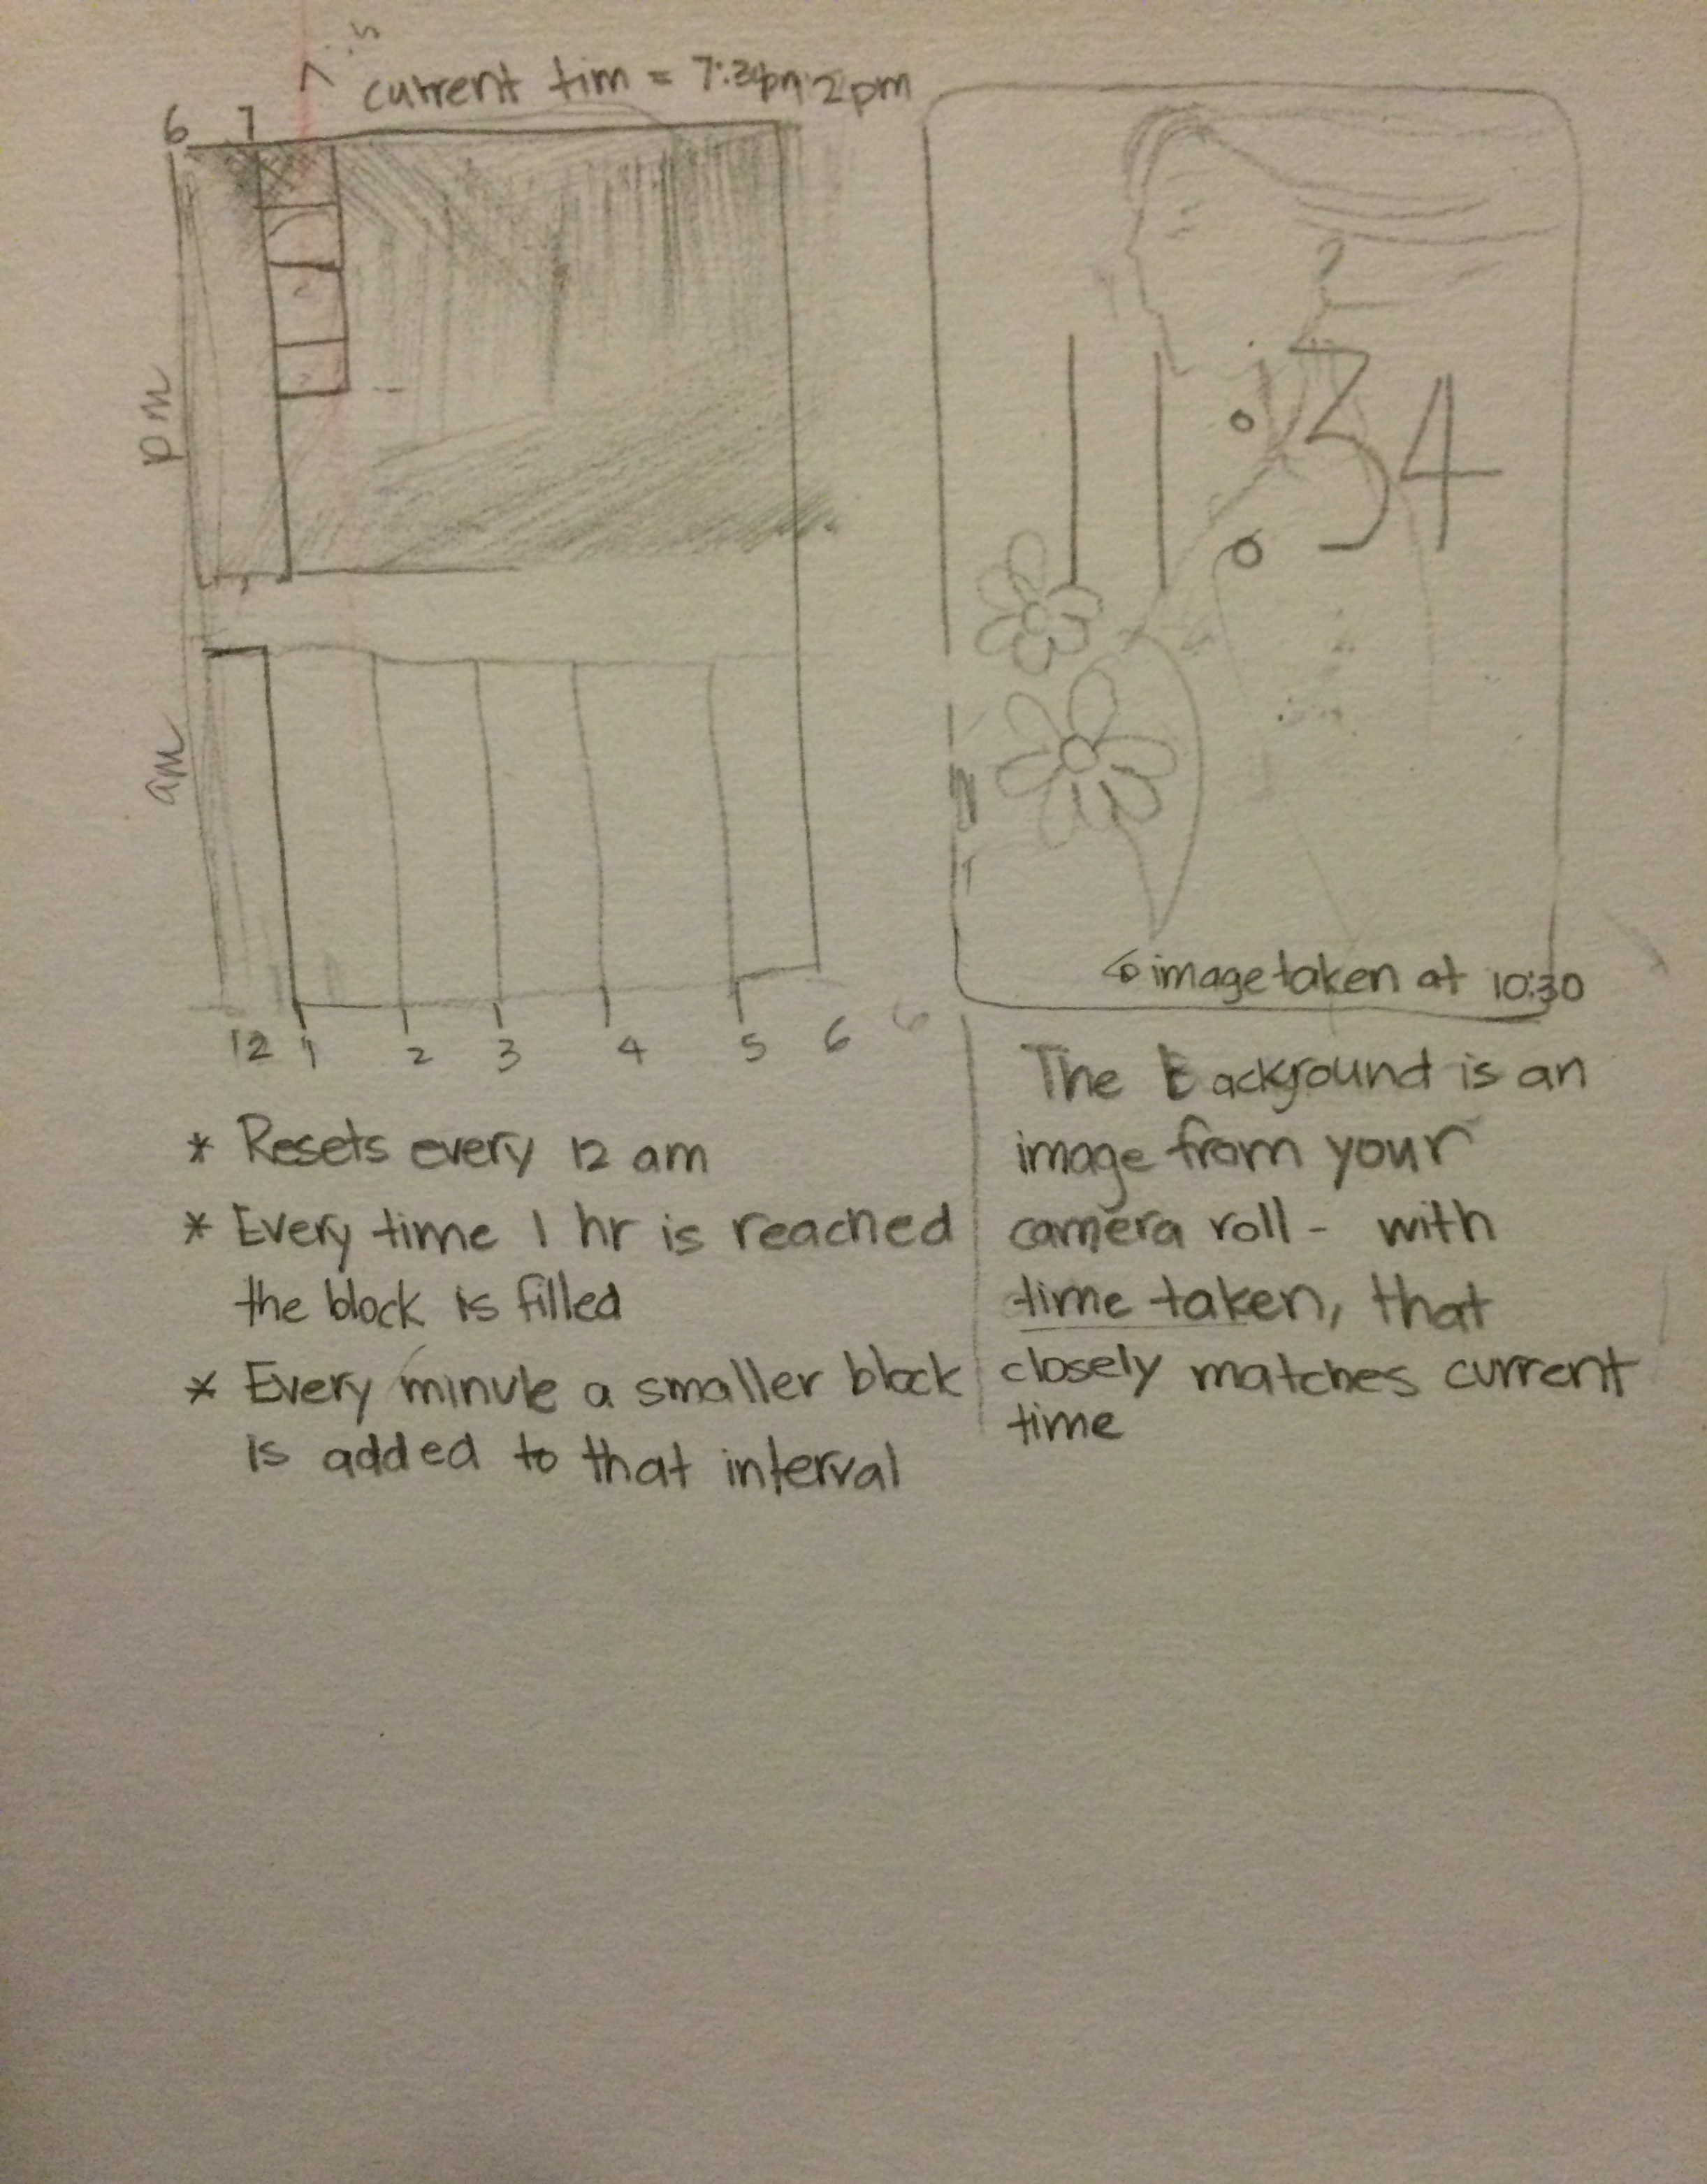 current tim = 7:34pm 2pm
6 7
pm
am
12 1 2 3 4 5 6 6
* Resets every 12 am
* Every time 1 hr is reached
the block is filled
* Every minute a smaller block
is added to that interval
11:34
image taken at 10:30
The background is an
image from your
camera roll - with
time taken, that
closely matches current
time